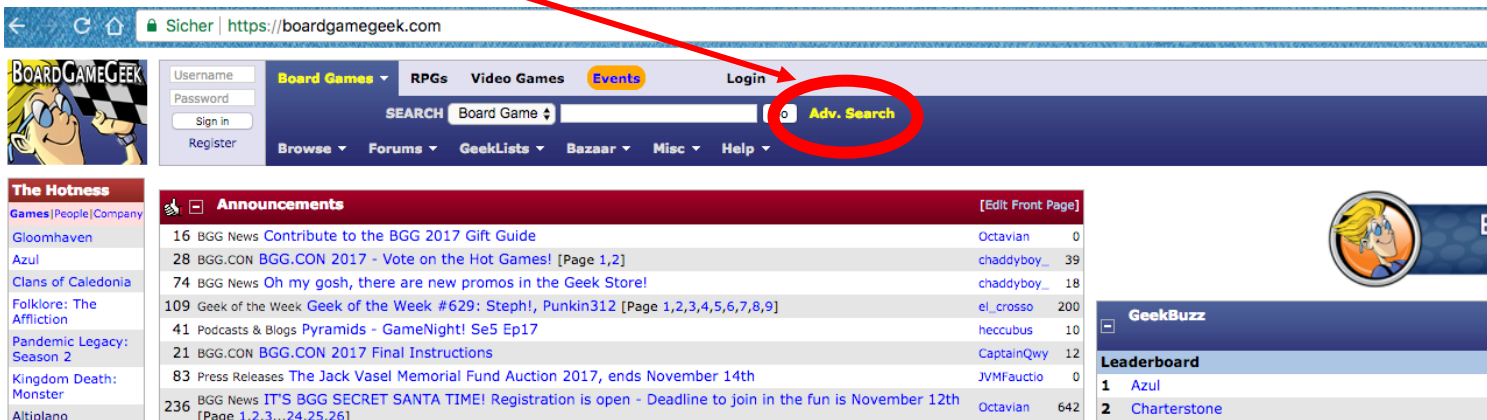 Sicher | https://boardgamegeek.com
BOARDGAMEGEEK
Username
Password
Sign in
Register
Board Games RPGs Video Games Events Login
SEARCH Board Game Adv. Search
Browse Forums GeekLists Bazaar Misc Help
The Hotness
Games|People|Company
Gloomhaven
Azul
Clans of Caledonia
Folklore: The
Affliction
Pandemic Legacy:
Season 2
Kingdom Death:
Monster
Altiplano
Announcements [Edit Front Page]
16 BGG News Contribute to the BGG 2017 Gift Guide Octavian 0
28 BGG.CON BGG.CON 2017 - Vote on the Hot Games! [Page 1,2] chaddyboy_ 39
74 BGG News Oh my gosh, there are new promos in the Geek Store! chaddyboy_ 18
109 Geek of the Week Geek of the Week #629: Steph!, Punkin312 [Page 1,2,3,4,5,6,7,8,9] el_crosso 200
41 Podcasts & Blogs Pyramids - GameNight! Se5 Ep17 heccubus 10
21 BGG.CON BGG.CON 2017 Final Instructions CaptainQwy 12
83 Press Releases The Jack Vasel Memorial Fund Auction 2017, ends November 14th JVMFauctio 0
236 BGG News IT'S BGG SECRET SANTA TIME! Registration is open - Deadline to join in the fun is November 12th Octavian 642
[Page 1,2,3...24,25,26]
GeekBuzz
Leaderboard
1 Azul
2 Charterstone